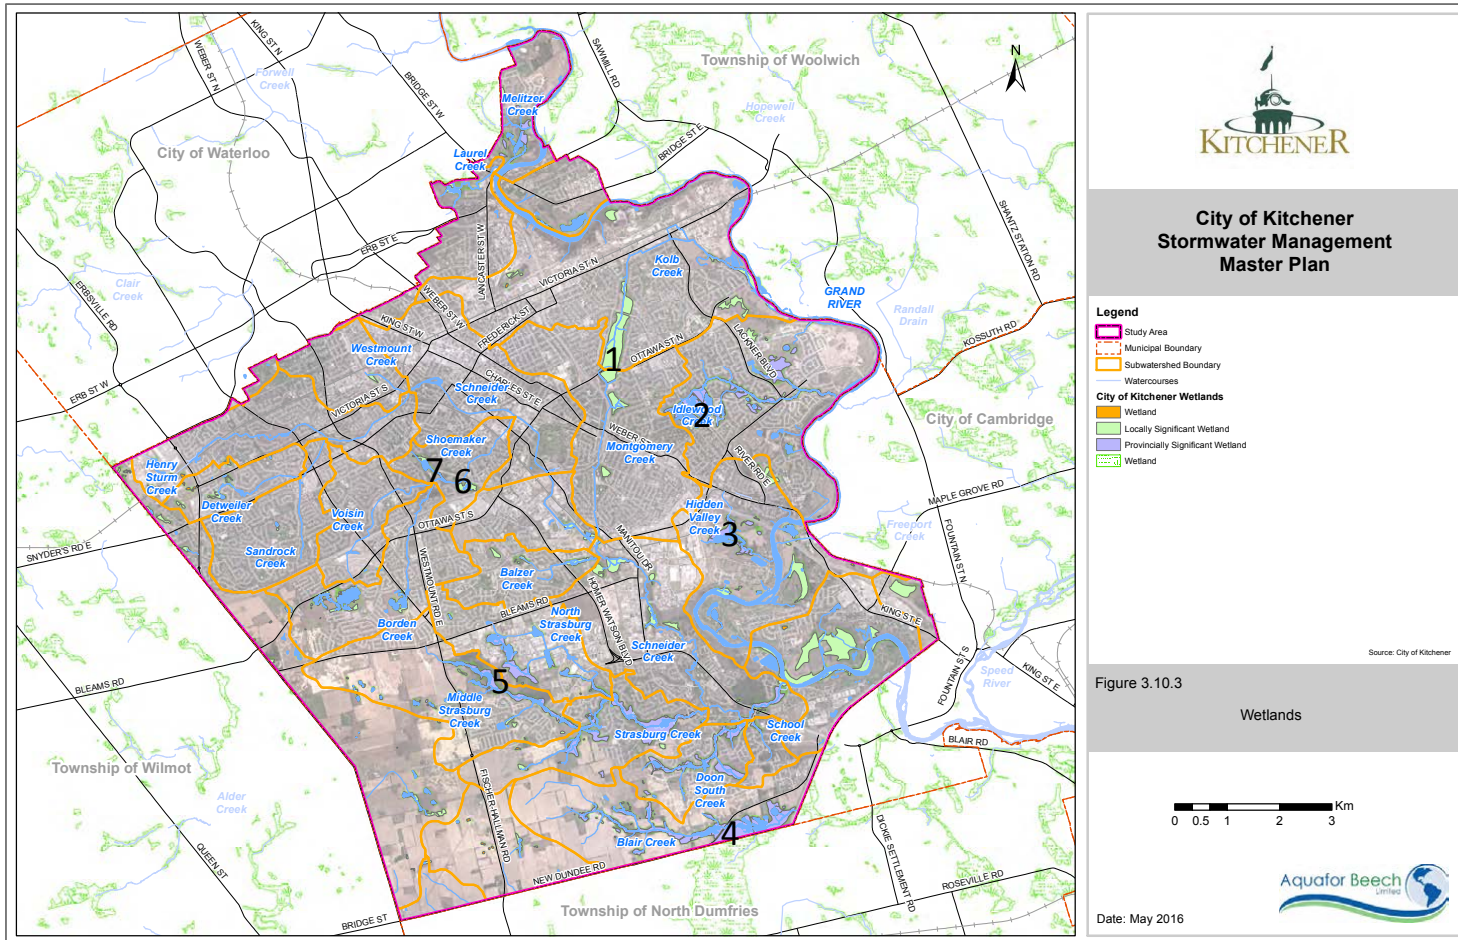 KING ST N
WEBER ST N
Forwell
Creek
BRIDGE ST W
SAWMILL RD
Township of Woolwich
N
Melitzer
Creek
Hopewell
Creek
City of Waterloo
Laurel
Creek
BRIDGE ST E
SHANTZ STATION RD
LANCASTER ST W
ERB ST E
VICTORIA ST N
Kolb
Creek
Clair
Creek
ERBSVILLE RD
WEBER ST W
GRAND
RIVER
Randall
Drain
KING ST W
FREDERICK ST
KOSSUTH RD
LACKNER BLVD
OTTAWA ST N
Westmount
Creek
1
CHARLES ST E
Schneider
Creek
ERB ST W
VICTORIA ST S
Idlewood
Creek
2
City of Cambridge
WEBER ST
Shoemaker
Creek
Montgomery
Creek
RIVER RD E
Henry
Sturm
Creek
7
6
MAPLE GROVE RD
Detweiler
Creek
Voisin
Creek
OTTAWA ST S
Hidden
Valley
Creek
3
Freeport
Creek
FOUNTAIN ST N
SNYDER'S RD E
Sandrock
Creek
MANITOU DR
WESTMOUNT RD E
Balzer
Creek
HOMER WATSON BLVD
BLEAMS RD
North
Strasburg
Creek
Borden
Creek
KING ST E
Schneider
Creek
FOUNTAIN ST S
KING ST E
Speed
River
BLEAMS RD
5
Middle
Strasburg
Creek
Strasburg Creek
School
Creek
BLAIR RD
Township of Wilmot
Alder
Creek
FISCHER-HALLMAN RD
Doon
South
Creek
Blair Creek
4
DICKIE SETTLEMENT RD
QUEEN ST
NEW DUNDEE RD
ROSEVILLE RD
Township of North Dumfries
BRIDGE ST
KITCHENER
City of Kitchener
Stormwater Management
Master Plan
Legend
Study Area
Municipal Boundary
Subwatershed Boundary
Watercourses
City of Kitchener Wetlands
Wetland
Locally Significant Wetland
Provincially Significant Wetland
Wetland
Source: City of Kitchener
Figure 3.10.3
Wetlands
Km
0 0.5 1 2 3
Aquafor Beech
Limited
Date: May 2016